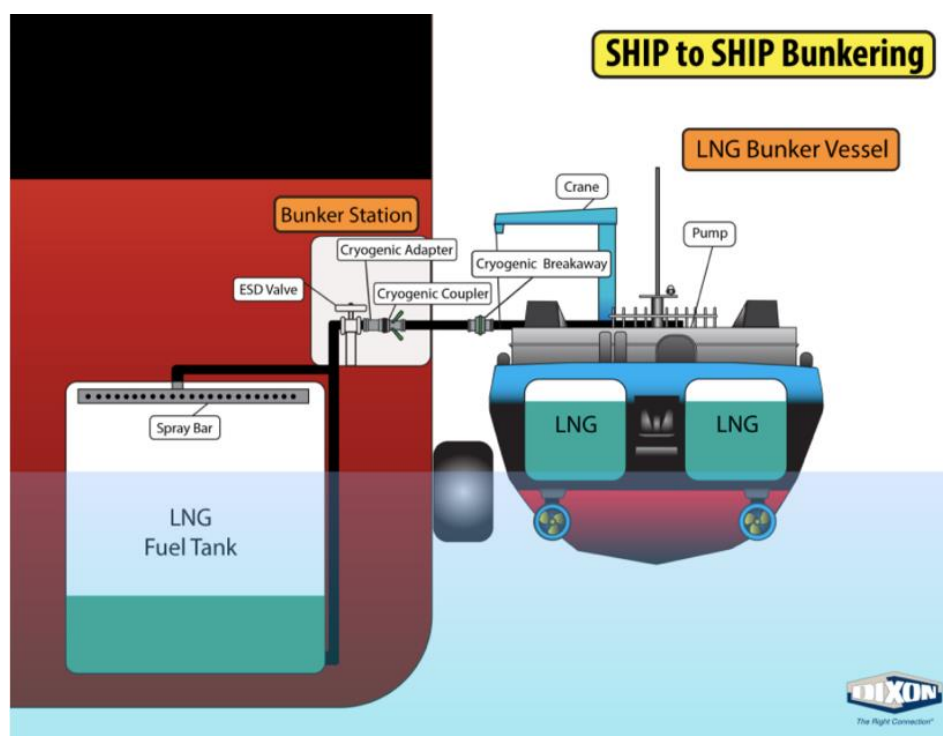 SHIP to SHIP Bunkering
LNG Bunker Vessel
Crane
Bunker Station
Pump
Cryogenic Adapter
Cryogenic Breakaway
ESD Valve
Cryogenic Coupler
Spray Bar
LNG
LNG
LNG
Fuel Tank
DIXON
The Right Connection®